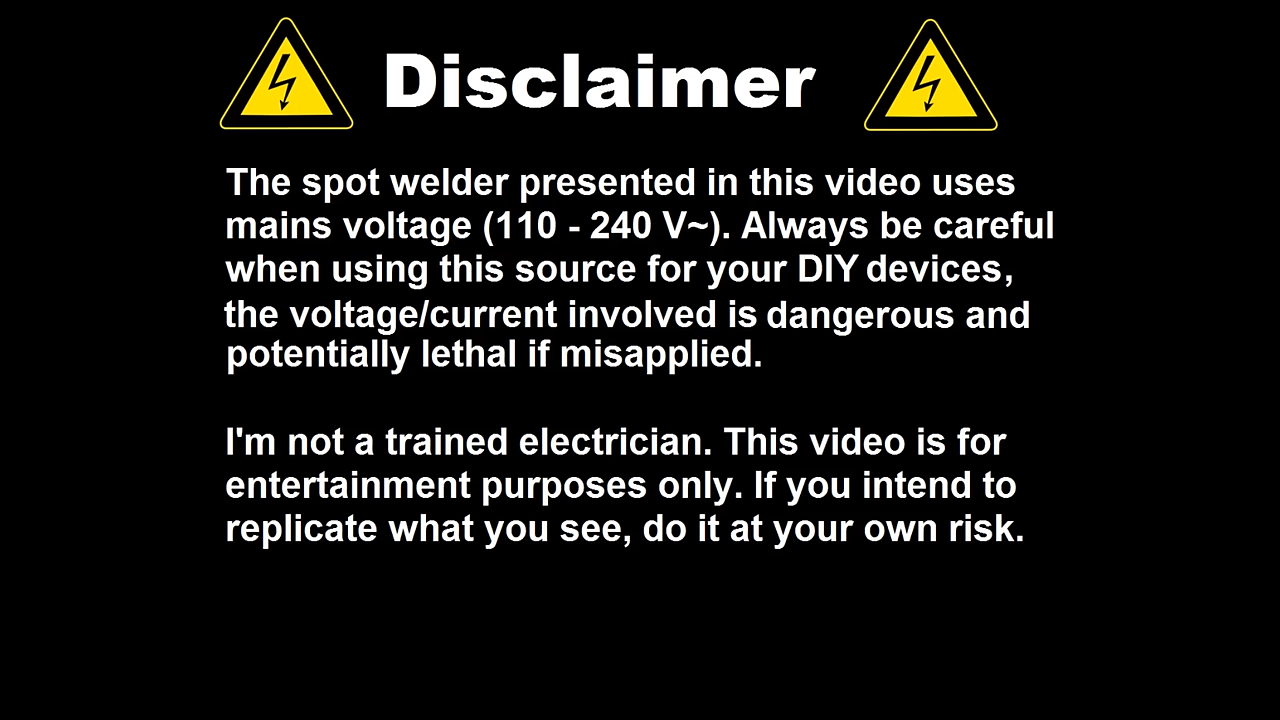 Disclaimer
The spot welder presented in this video uses
mains voltage (110 - 240 V~). Always be careful
when using this source for your DIY devices,
the voltage/current involved is dangerous and
potentially lethal if misapplied.
I'm not a trained electrician. This video is for
entertainment purposes only. If you intend to
replicate what you see, do it at your own risk.